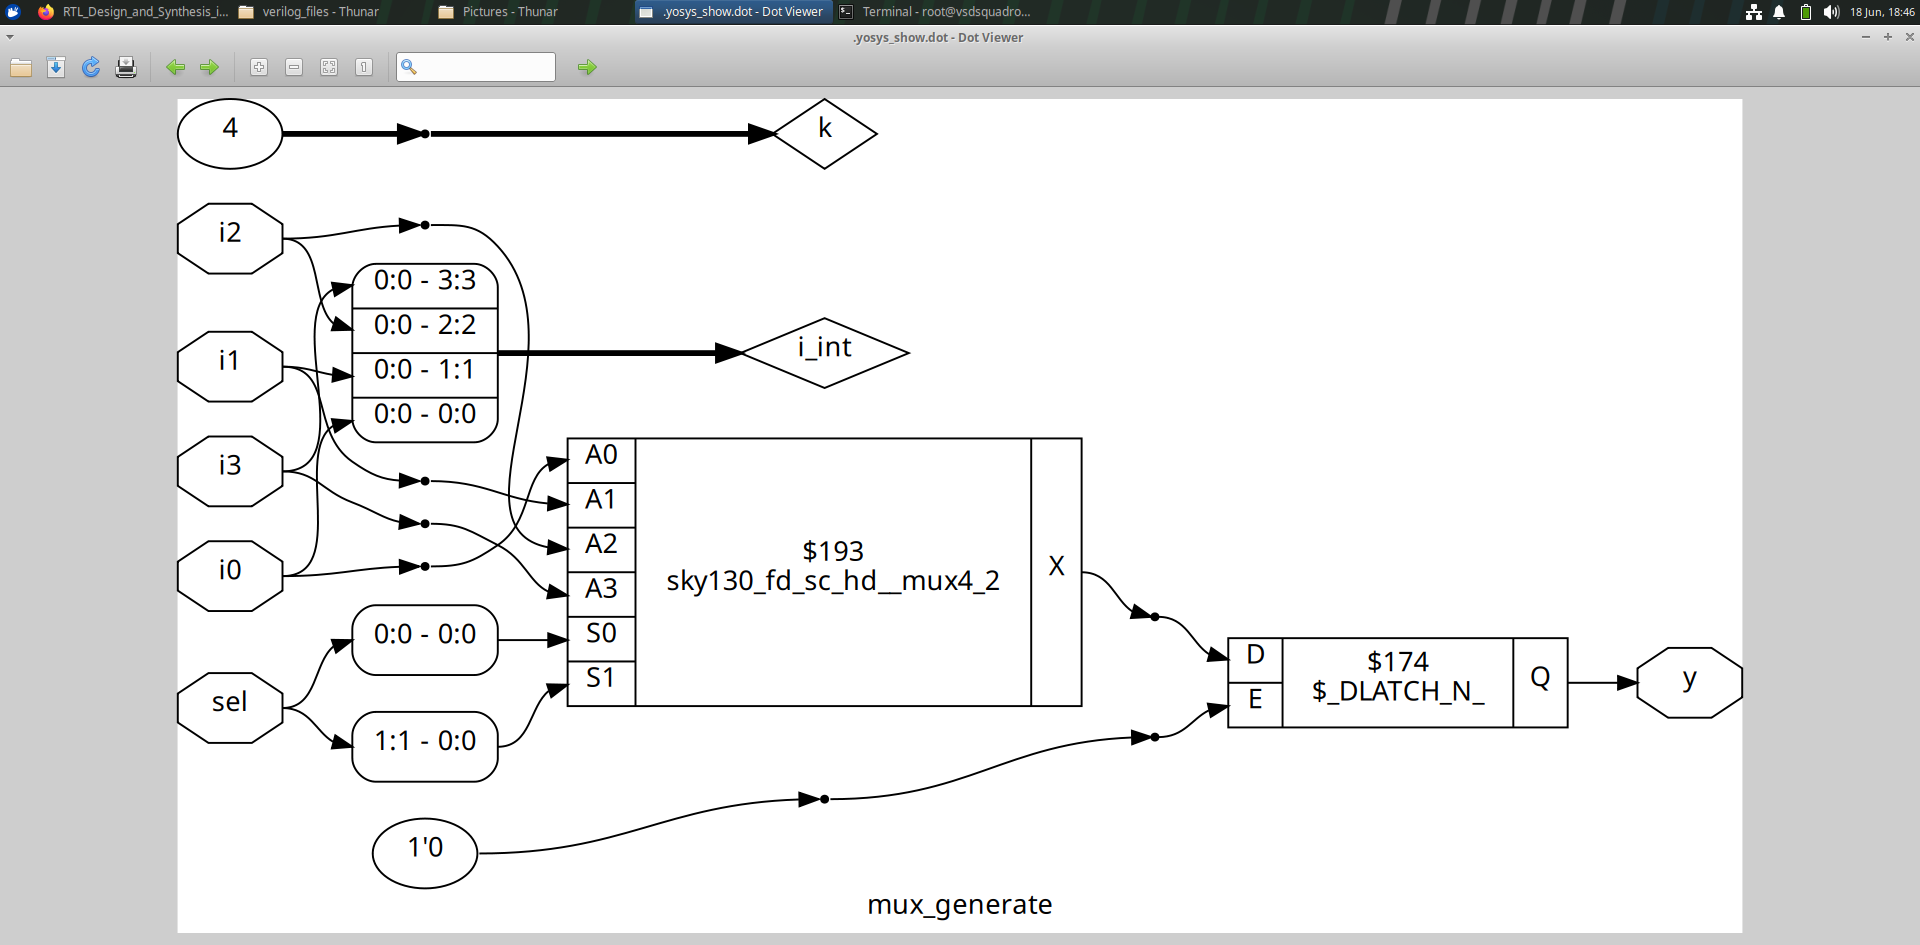 RTL_Design_and_Synthesis_i...
verilog_files - Thunar
Pictures - Thunar
.yosys_show.dot - Dot Viewer
Terminal - root@vsdsquadro...
18 Jun, 18:46
.yosys_show.dot - Dot Viewer
4
k
i2
0:0 - 3:3
0:0 - 2:2
0:0 - 1:1
0:0 - 0:0
i_int
i1
i3
i0
A0
A1
A2
A3
S0
S1
$193
sky130_fd_sc_hd__mux4_2
X
0:0 - 0:0
sel
1:1 - 0:0
D
E
$174
$_DLATCH_N_
Q
y
1'0
mux_generate